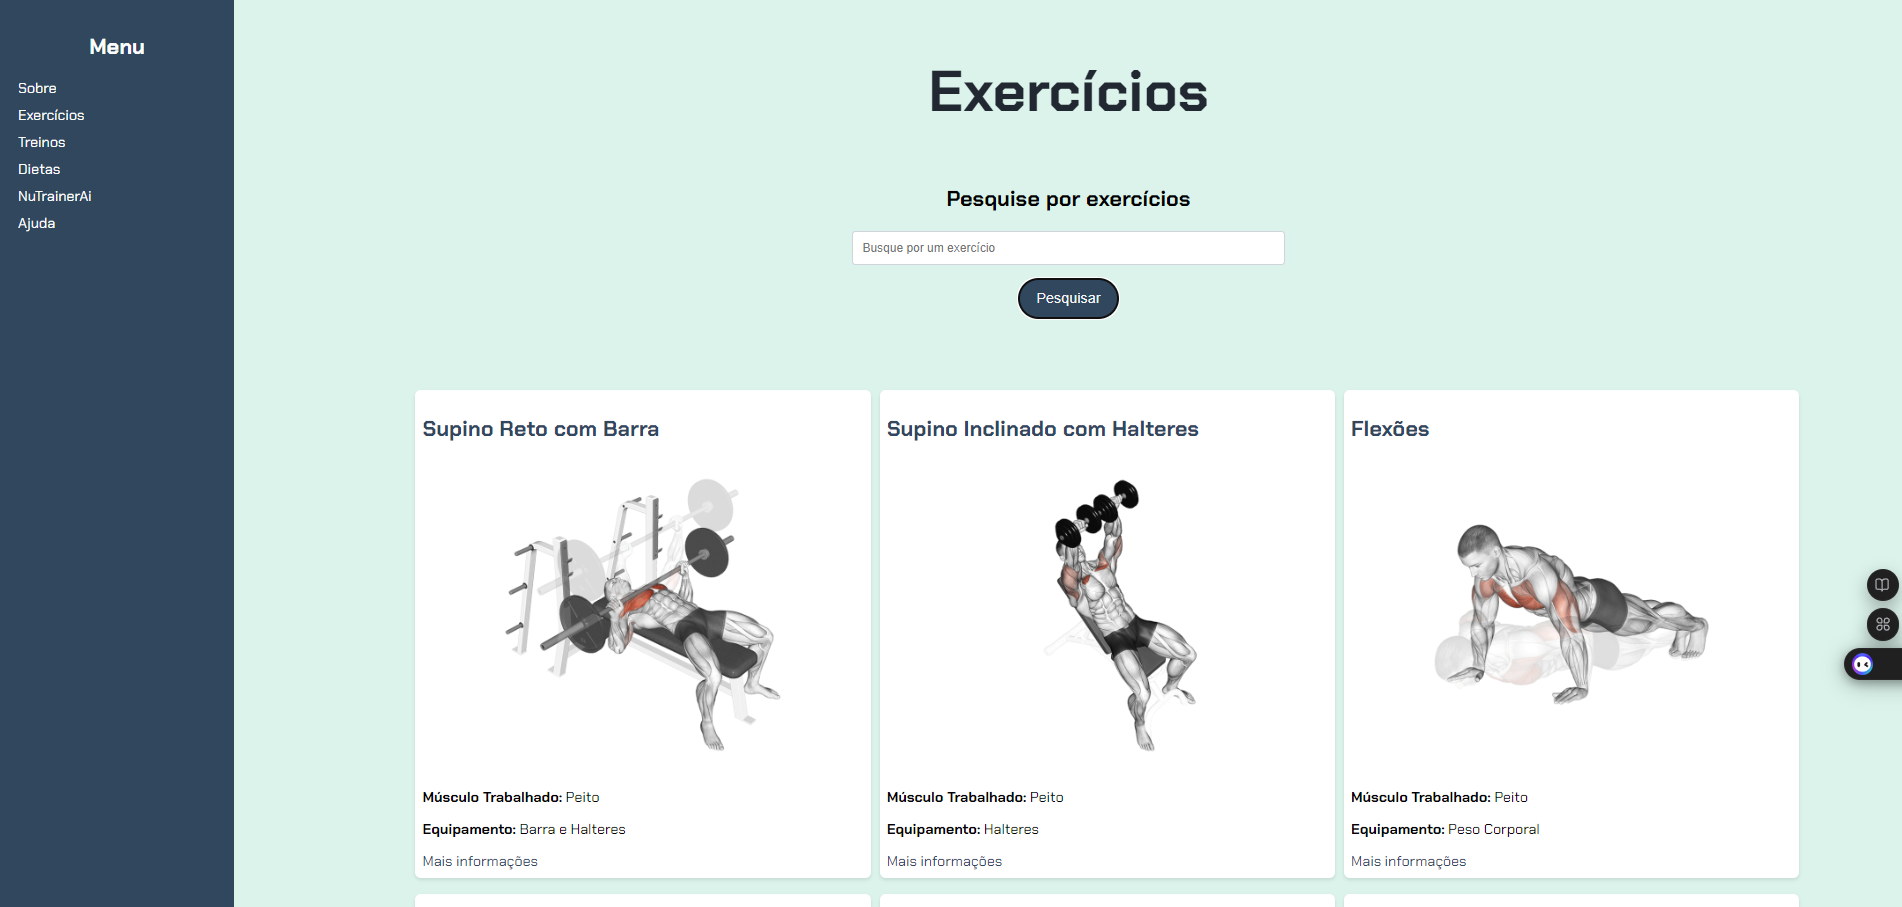 Menu
Sobre
Exercícios
Treinos
Dietas
NuTrainerAi
Ajuda
Exercícios
Pesquise por exercícios
Busque por um exercício
Pesquisar
Supino Reto com Barra
Músculo Trabalhado: Peito
Equipamento: Barra e Halteres
Mais informações
Supino Inclinado com Halteres
Músculo Trabalhado: Peito
Equipamento: Halteres
Mais informações
Flexões
Músculo Trabalhado: Peito
Equipamento: Peso Corporal
Mais informações